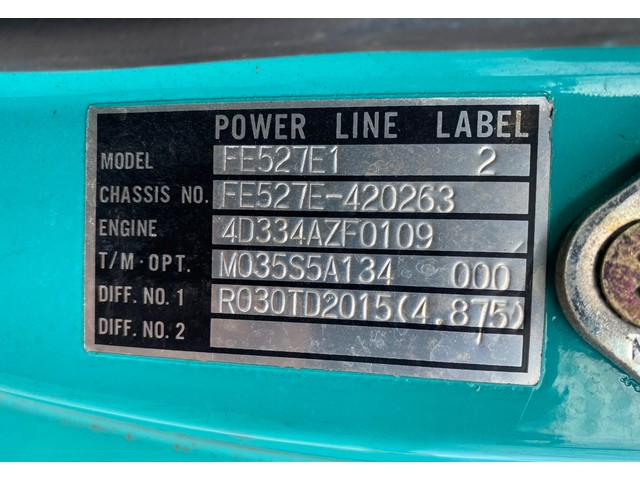 POWER LINE LABEL
MODEL FE527E1 2
CHASSIS NO. FE527E-420263
ENGINE 4D334AZF0109
T/M·OPT. M035S5A134 000
DIFF. NO. 1 R030TD2015(4.875)
DIFF. NO. 2